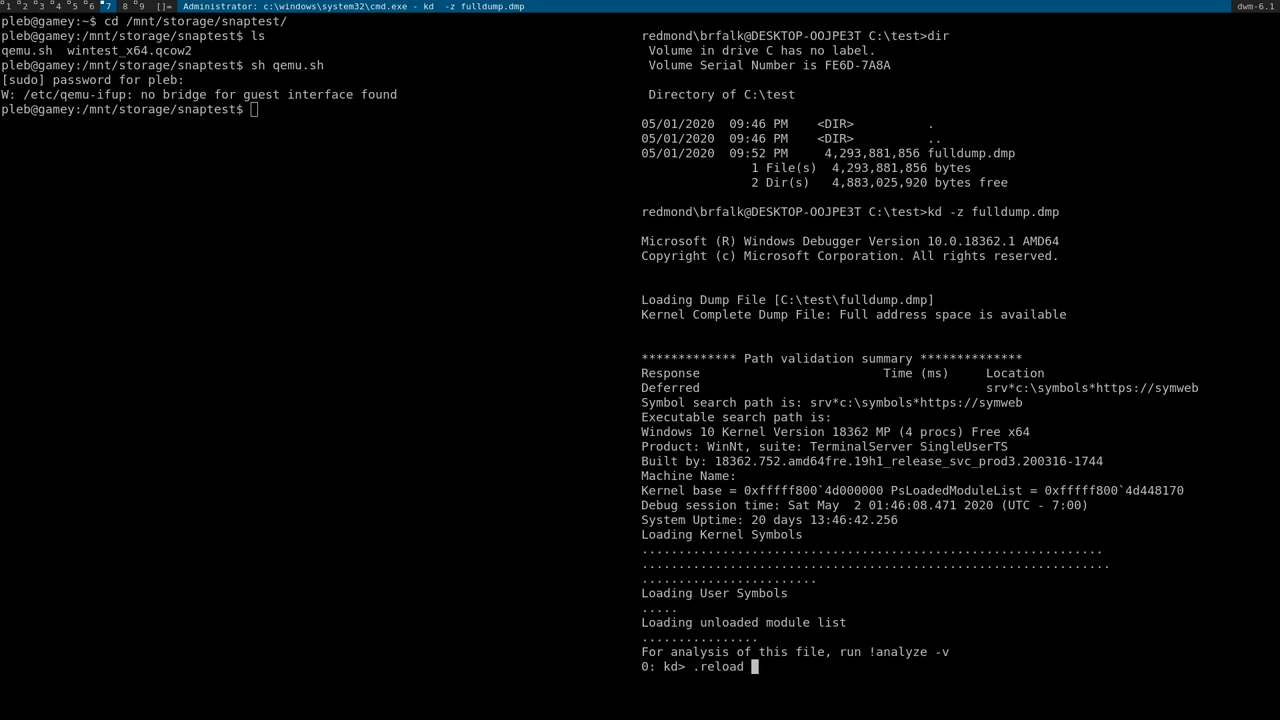 1 2 3 4 5 6 7 8 9 []= Administrator: c:\windows\system32\cmd.exe - kd  -z fulldump.dmp dwm-6.1
pleb@gamey:~$ cd /mnt/storage/snaptest/
pleb@gamey:/mnt/storage/snaptest$ ls
qemu.sh  wintest_x64.qcow2
pleb@gamey:/mnt/storage/snaptest$ sh qemu.sh
[sudo] password for pleb:
W: /etc/qemu-ifup: no bridge for guest interface found
pleb@gamey:/mnt/storage/snaptest$
redmond\brfalk@DESKTOP-OOJPE3T C:\test>dir
 Volume in drive C has no label.
 Volume Serial Number is FE6D-7A8A
 Directory of C:\test
05/01/2020  09:46 PM    <DIR>          .
05/01/2020  09:46 PM    <DIR>          ..
05/01/2020  09:52 PM     4,293,881,856 fulldump.dmp
               1 File(s)  4,293,881,856 bytes
               2 Dir(s)   4,883,025,920 bytes free
redmond\brfalk@DESKTOP-OOJPE3T C:\test>kd -z fulldump.dmp
Microsoft (R) Windows Debugger Version 10.0.18362.1 AMD64
Copyright (c) Microsoft Corporation. All rights reserved.
Loading Dump File [C:\test\fulldump.dmp]
Kernel Complete Dump File: Full address space is available
************* Path validation summary **************
Response                         Time (ms)     Location
Deferred                                       srv*c:\symbols*https://symweb
Symbol search path is: srv*c:\symbols*https://symweb
Executable search path is:
Windows 10 Kernel Version 18362 MP (4 procs) Free x64
Product: WinNt, suite: TerminalServer SingleUserTS
Built by: 18362.752.amd64fre.19h1_release_svc_prod3.200316-1744
Machine Name:
Kernel base = 0xfffff800`4d000000 PsLoadedModuleList = 0xfffff800`4d448170
Debug session time: Sat May  2 01:46:08.471 2020 (UTC - 7:00)
System Uptime: 20 days 13:46:42.256
Loading Kernel Symbols
...............................................................
................................................................
........................
Loading User Symbols
.....
Loading unloaded module list
................
For analysis of this file, run !analyze -v
0: kd> .reload